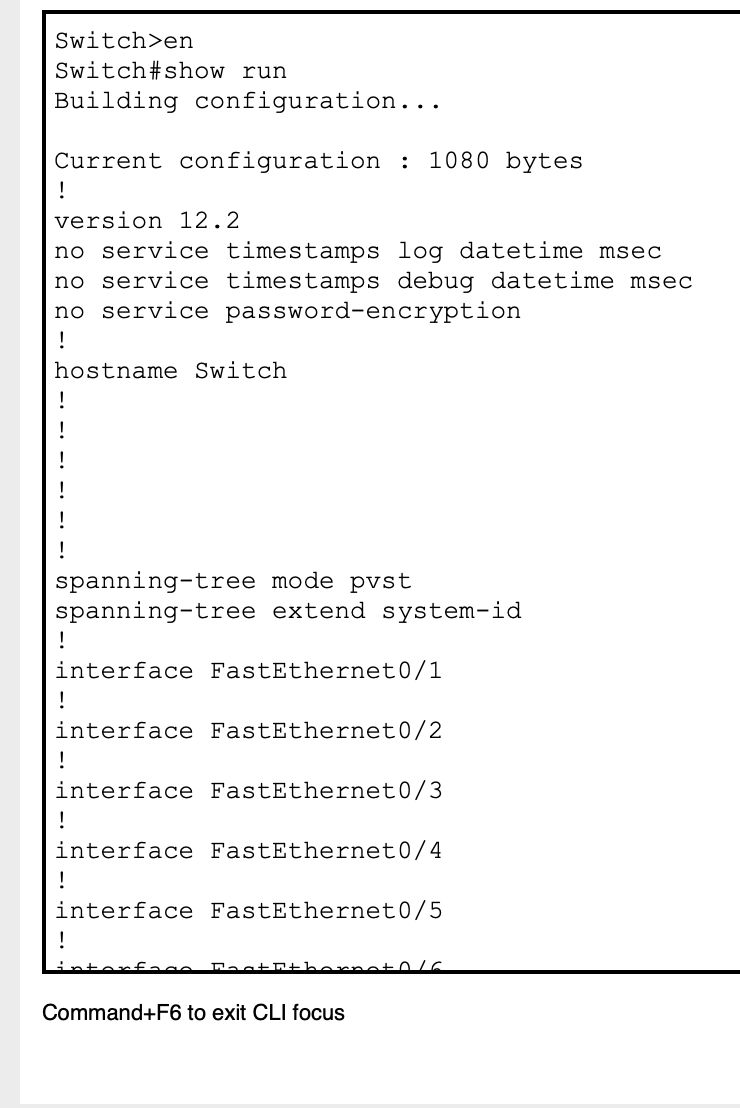 Switch>en
Switch#show run
Building configuration...
Current configuration : 1080 bytes
!
version 12.2
no service timestamps log datetime msec
no service timestamps debug datetime msec
no service password-encryption
!
hostname Switch
!
!
!
!
!
!
spanning-tree mode pvst
spanning-tree extend system-id
!
interface FastEthernet0/1
!
interface FastEthernet0/2
!
interface FastEthernet0/3
!
interface FastEthernet0/4
!
interface FastEthernet0/5
!
interface FastEthernet0/6
Command+F6 to exit CLI focus